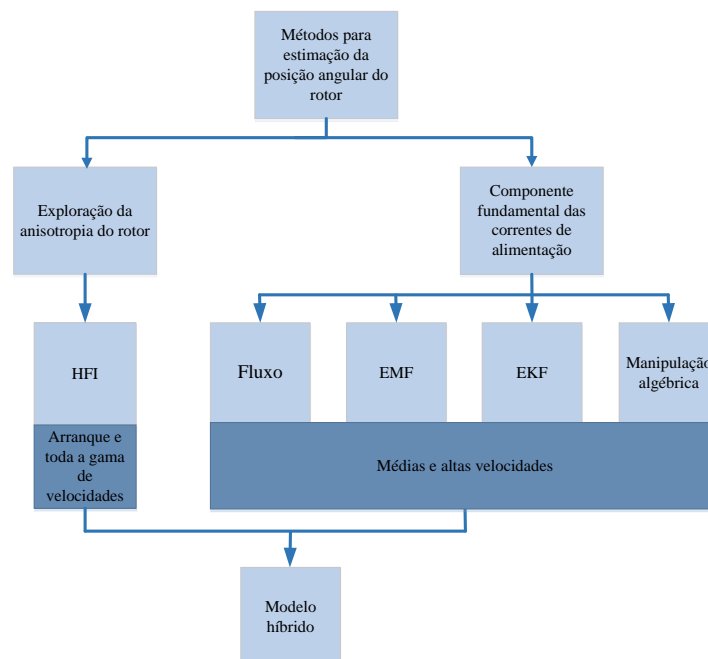 Métodos para
estimação da
posição angular do
rotor
Exploração da
anisotropia do rotor
Componente
fundamental das
correntes de
alimentação
HFI
Fluxo
EMF
EKF
Manipulação
algébrica
Arranque e
toda a gama
de
velocidades
Médias e altas velocidades
Modelo
híbrido